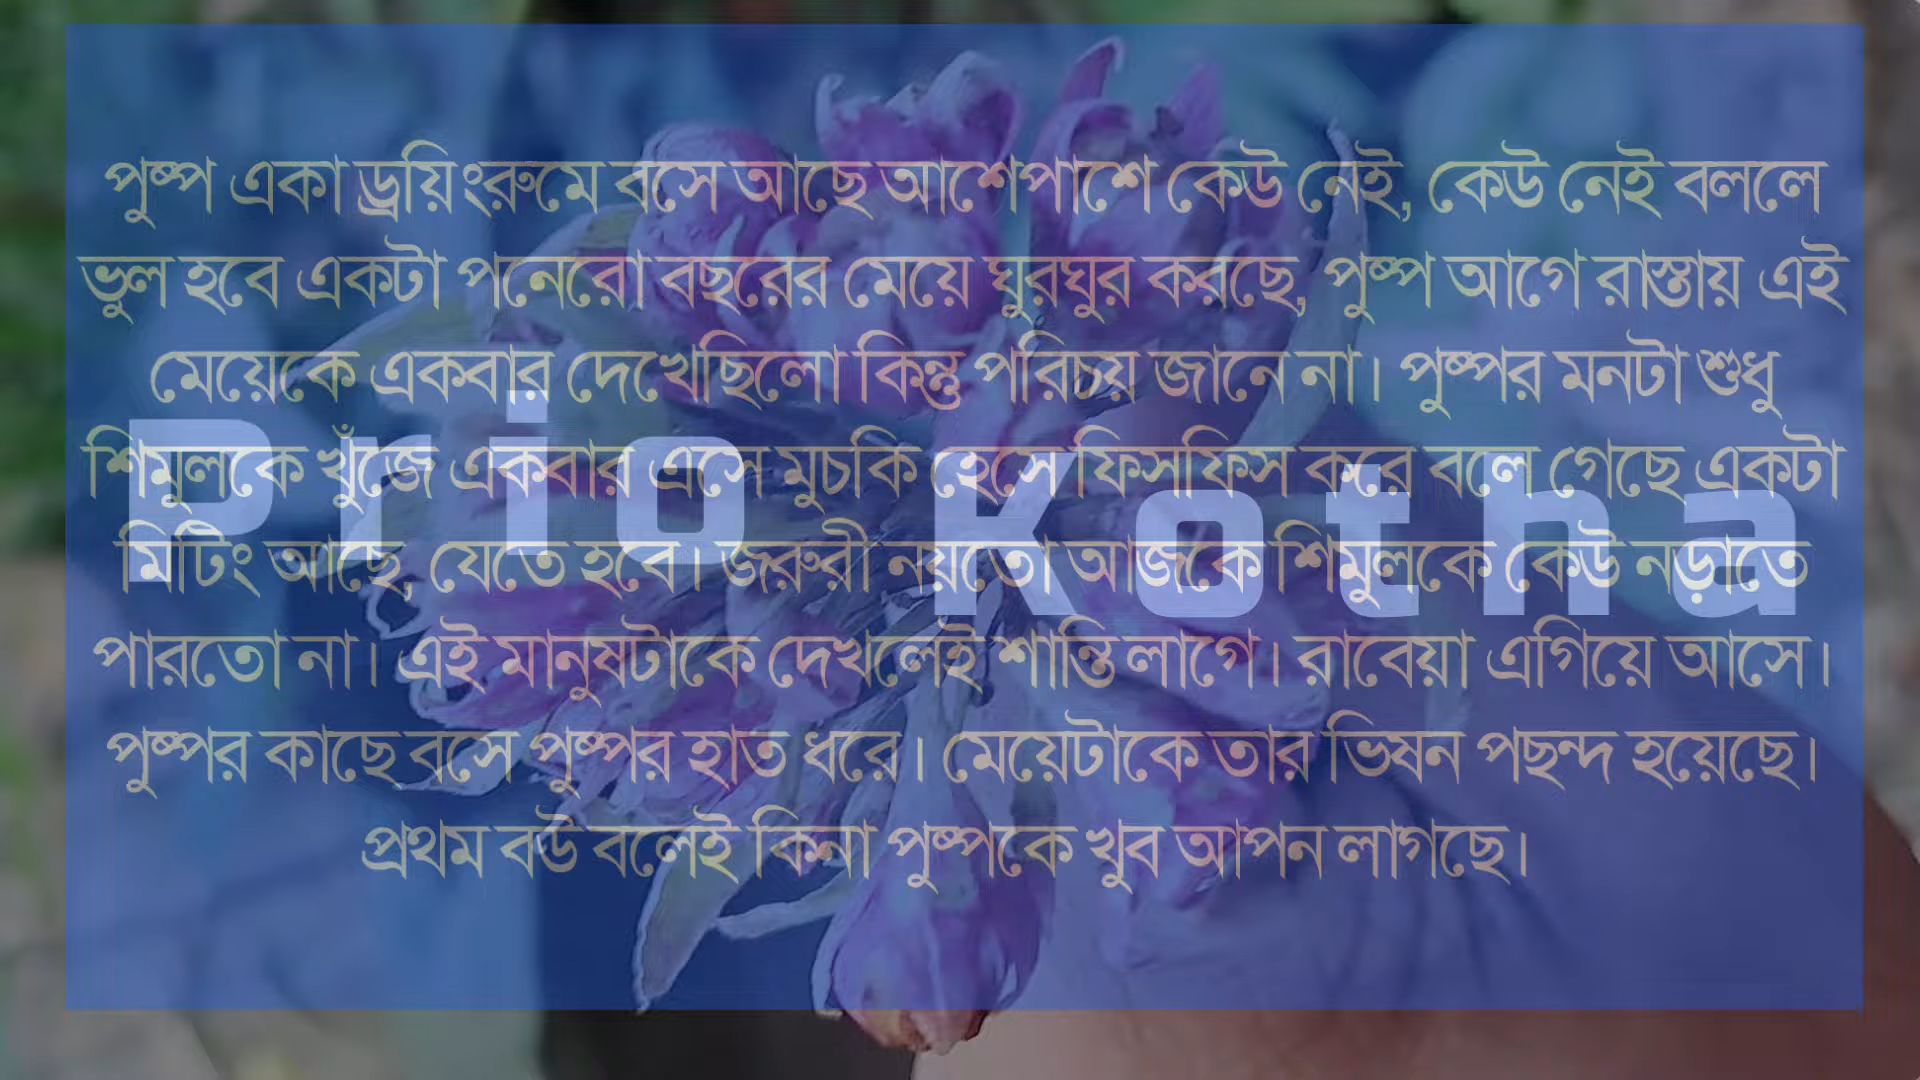 পুষ্প একা ড্রয়িংরুমে বসে আছে আশেপাশে কেউ নেই, কেউ নেই বললে
ভুল হবে একটা পনেরো বছরের মেয়ে ঘুরঘুর করছে, পুষ্প আগে রাস্তায় এই
মেয়েকে একবার দেখেছিলো কিন্তু পরিচয় জানে না। পুষ্পর মনটা শুধু
শিমুলকে খুঁজে একবার এসে মুচকি হেসে ফিসফিস করে বলে গেছে একটা
মিটিং আছে, যেতে হবে। জরুরী নয়তো আজকে শিমুলকে কেউ নড়াতে
পারতো না। এই মানুষটাকে দেখলেই শান্তি লাগে। রাবেয়া এগিয়ে আসে।
পুষ্পর কাছে বসে পুষ্পর হাত ধরে। মেয়েটাকে তার ভিষন পছন্দ হয়েছে।
প্রথম বউ বলেই কিনা পুষ্পকে খুব আপন লাগছে।
Prio Kotha